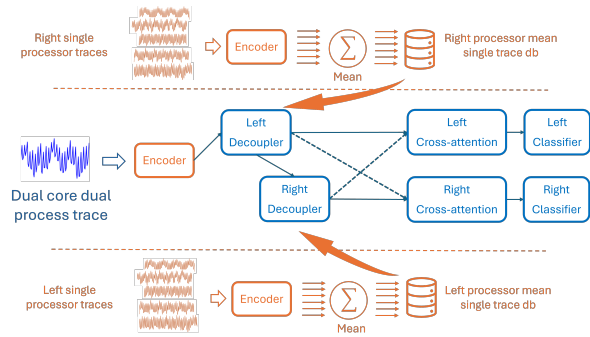 Right single
processor traces
Encoder
Σ
Mean
Right processor mean
single trace db
Left
Decoupler
Left
Cross-attention
Left
Classifier
Encoder
Dual core dual
process trace
Right
Decoupler
Right
Cross-attention
Right
Classifier
Left single
processor traces
Encoder
Σ
Mean
Left processor mean
single trace db